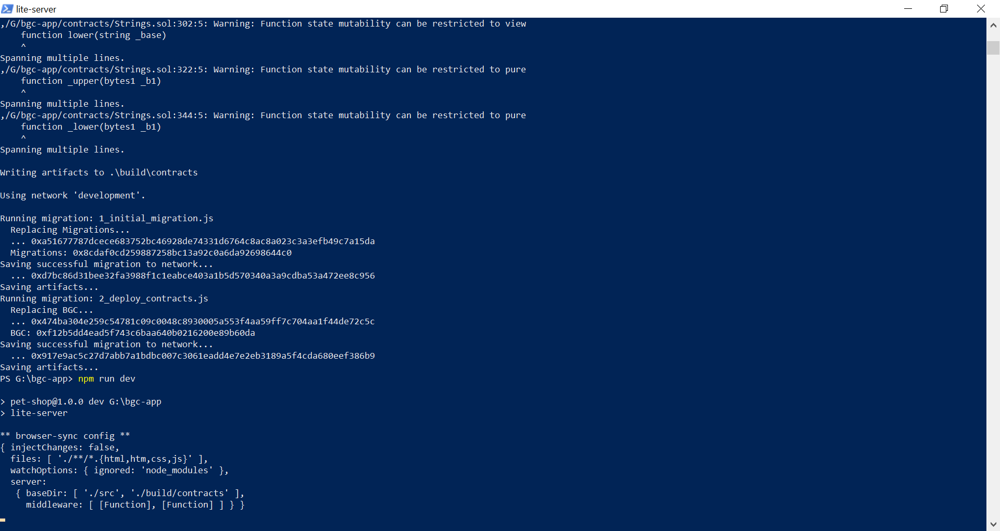 lite-server
,/G/bgc-app/contracts/Strings.sol:302:5: Warning: Function state mutability can be restricted to view
    function lower(string _base)
    ^
Spanning multiple lines.
,/G/bgc-app/contracts/Strings.sol:322:5: Warning: Function state mutability can be restricted to pure
    function _upper(bytes1 _b1)
    ^
Spanning multiple lines.
,/G/bgc-app/contracts/Strings.sol:344:5: Warning: Function state mutability can be restricted to pure
    function _lower(bytes1 _b1)
    ^
Spanning multiple lines.
Writing artifacts to .\build\contracts
Using network 'development'.
Running migration: 1_initial_migration.js
  Replacing Migrations...
  ... 0xa51677787dcece683752bc46928de74331d6764c8ac8a023c3a3efb49c7a15da
  Migrations: 0x8cdaf0cd259887258bc13a92c0a6da92698644c0
Saving successful migration to network...
  ... 0xd7bc86d31bee32fa3988f1c1eabce403a1b5d570340a3a9cdba53a472ee8c956
Saving artifacts...
Running migration: 2_deploy_contracts.js
  Replacing BGC...
  ... 0x474ba304e259c54781c09c0048c8930005a553f4aa59ff7c704aa1f44de72c5c
  BGC: 0xf12b5dd4ead5f743c6baa640b0216200e89b60da
Saving successful migration to network...
  ... 0x917e9ac5c27d7abb7a1bdbc007c3061eadd4e7e2eb3189a5f4cda680eef386b9
Saving artifacts...
PS G:\bgc-app> npm run dev
> pet-shop@1.0.0 dev G:\bgc-app
> lite-server
** browser-sync config **
{ injectChanges: false,
  files: [ './**/*.{html,htm,css,js}' ],
  watchOptions: { ignored: 'node_modules' },
  server:
   { baseDir: [ './src', './build/contracts' ],
     middleware: [ [Function], [Function] ] } }